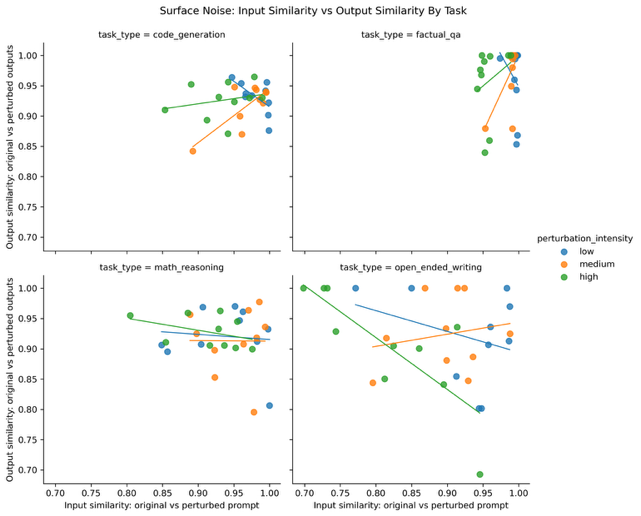 Surface Noise: Input Similarity vs Output Similarity By Task
task_type = code_generation
task_type = factual_qa
Output similarity: original vs perturbed outputs
1.00
0.95
0.90
0.85
0.80
0.75
0.70
perturbation_intensity
low
medium
high
task_type = math_reasoning
task_type = open_ended_writing
Output similarity: original vs perturbed outputs
1.00
0.95
0.90
0.85
0.80
0.75
0.70
0.70 0.75 0.80 0.85 0.90 0.95 1.00
0.70 0.75 0.80 0.85 0.90 0.95 1.00
Input similarity: original vs perturbed prompt
Input similarity: original vs perturbed prompt